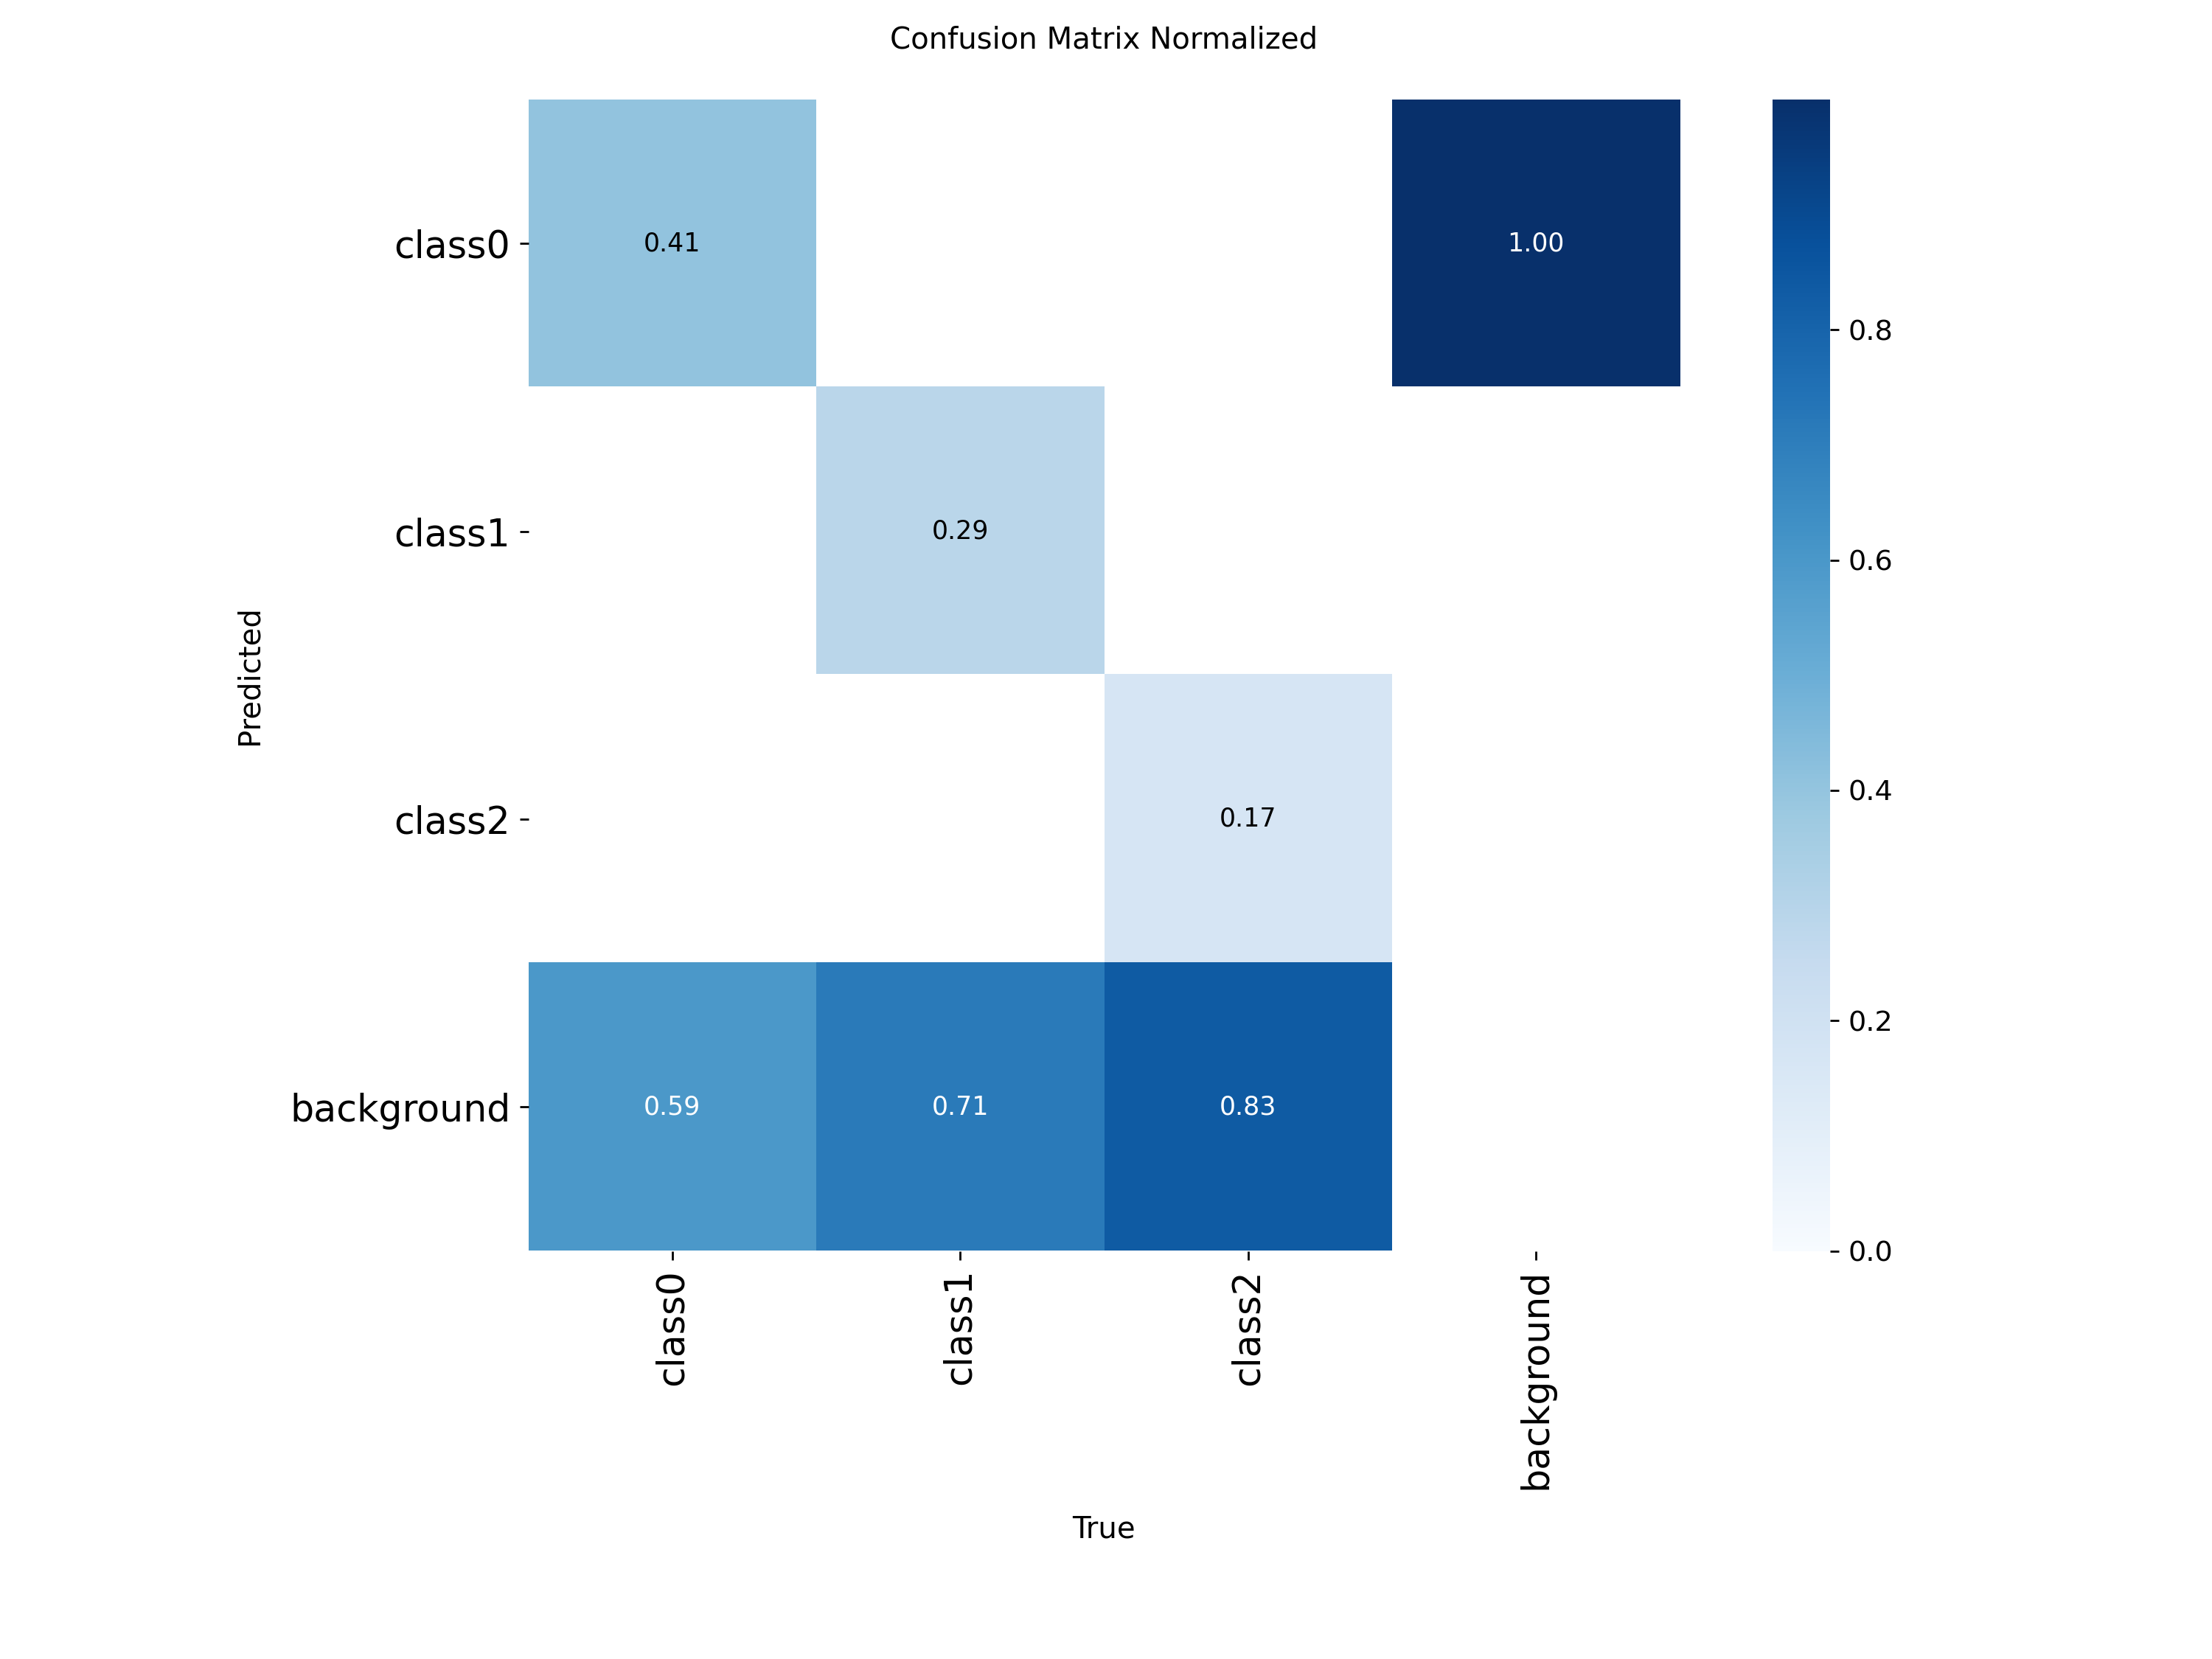 Confusion Matrix Normalized
class0
0.41
1.00
0.8
class1
0.29
0.6
Predicted
class2
0.17
0.4
0.2
background
0.59
0.71
0.83
0.0
class0
class1
class2
background
True